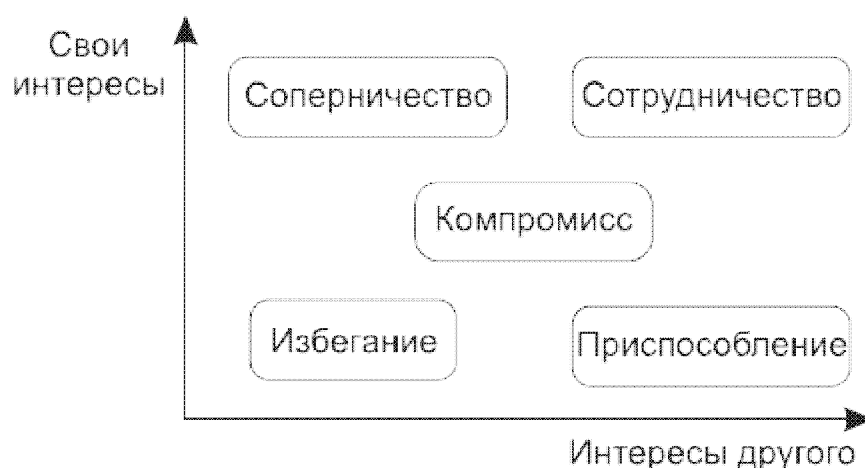 Свои
интересы
Соперничество
Сотрудничество
Компромисс
Избегание
Приспособление
Интересы другого